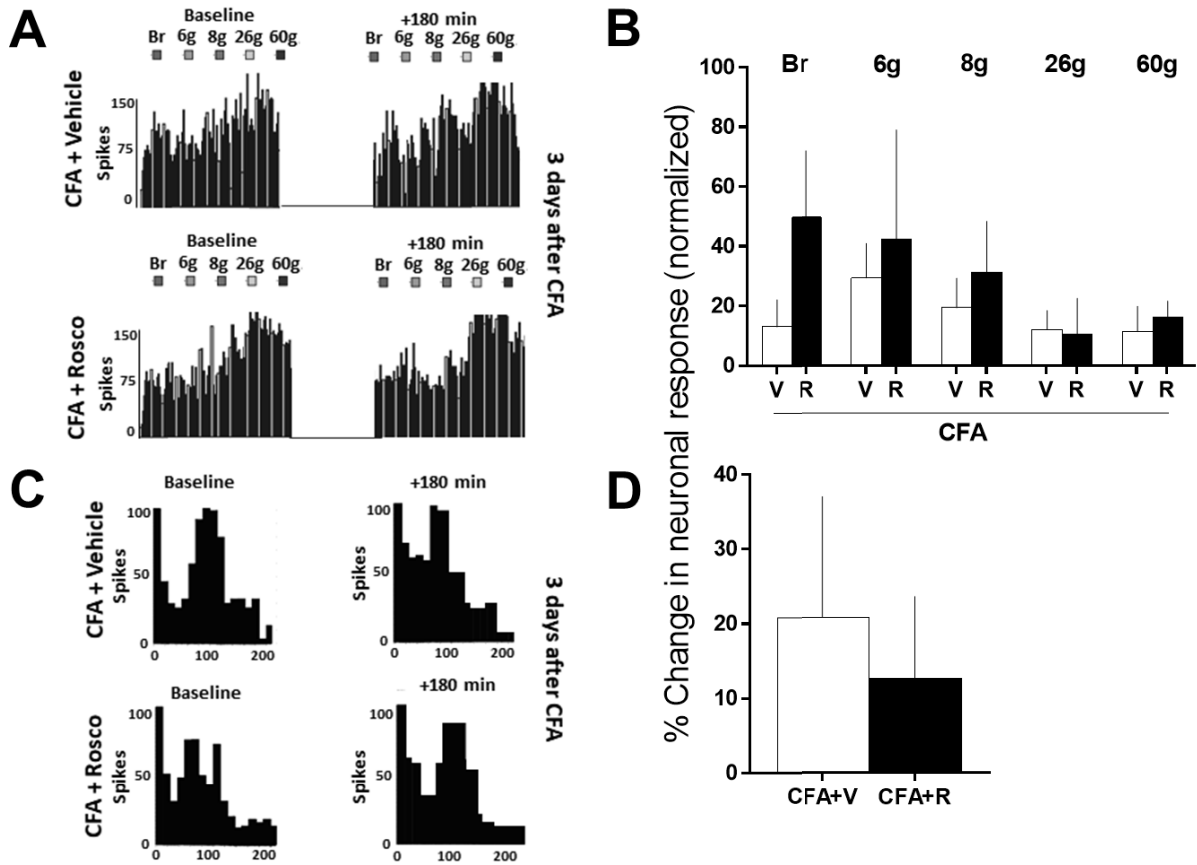 A
Baseline
Br 6g 8g 26g 60g
+180 min
Br 6g 8g 26g 60g
CFA + Vehicle
Spikes
150
75
0
Baseline
Br 6g 8g 26g 60g
+180 min
Br 6g 8g 26g 60g
CFA + Rosco
Spikes
150
75
0
3 days after CFA
B
% Change in neuronal response (normalized)
Br 6g 8g 26g 60g
100
80
60
40
20
0
V R V R V R V R V R
CFA
C
Baseline
+180 min
CFA + Vehicle
Spikes
100
50
0
0 100 200
Spikes
100
50
0
0 100 200
Baseline
+180 min
CFA + Rosco
Spikes
100
50
0
0 100 200
Spikes
100
50
0
0 100 200
3 days after CFA
D
40
30
20
10
0
CFA+V CFA+R